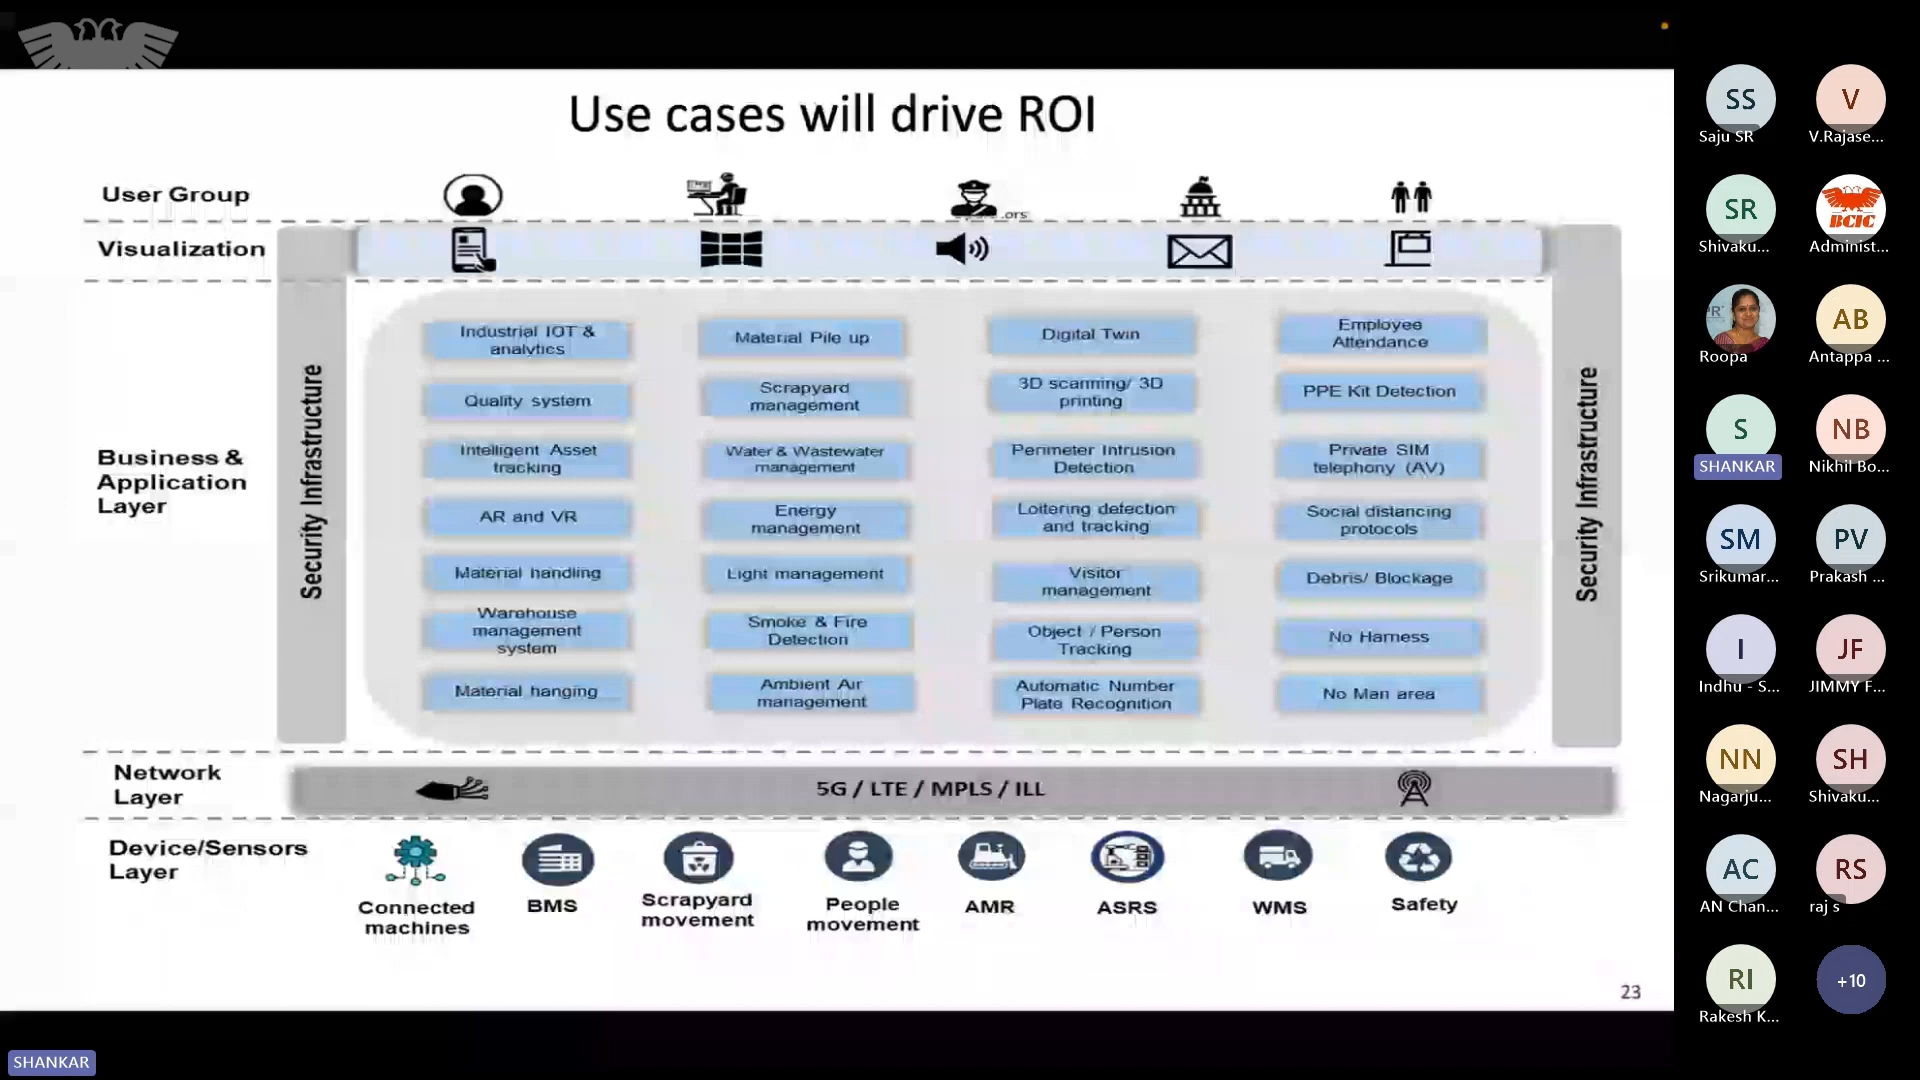 Use cases will drive ROI
User Group
ors
Visualization
Security Infrastructure
Security Infrastructure
Business &
Application
Layer
Industrial IOT &
analytics
Quality system
Intelligent Asset
tracking
AR and VR
Material handling
Warehouse
management
system
Material hanging
Material Pile up
Scrapyard
management
Water & Wastewater
management
Energy
management
Light management
Smoke & Fire
Detection
Ambient Air
management
Digital Twin
3D scanning/ 3D
printing
Perimeter Intrusion
Detection
Loitering detection
and tracking
Visitor
management
Object / Person
Tracking
Automatic Number
Plate Recognition
Employee
Attendance
PPE Kit Detection
Private SIM
telephony (AV)
Social distancing
protocols
Debris/ Blockage
No Harness
No Man area
Network
Layer
5G / LTE / MPLS / ILL
Device/Sensors
Layer
Connected
machines
BMS
Scrapyard
movement
People
movement
AMR
ASRS
WMS
Safety
23
SHANKAR
SS
Saju SR
V
V.Rajase...
SR
Shivaku...
BCIC
Administ...
Roopa
AB
Antappa ...
S
SHANKAR
NB
Nikhil Bo...
SM
Srikumar...
PV
Prakash ...
I
Indhu - S...
JF
JIMMY F...
NN
Nagarju...
SH
Shivaku...
AC
AN Chan...
RS
raj s
RI
Rakesh K...
+10